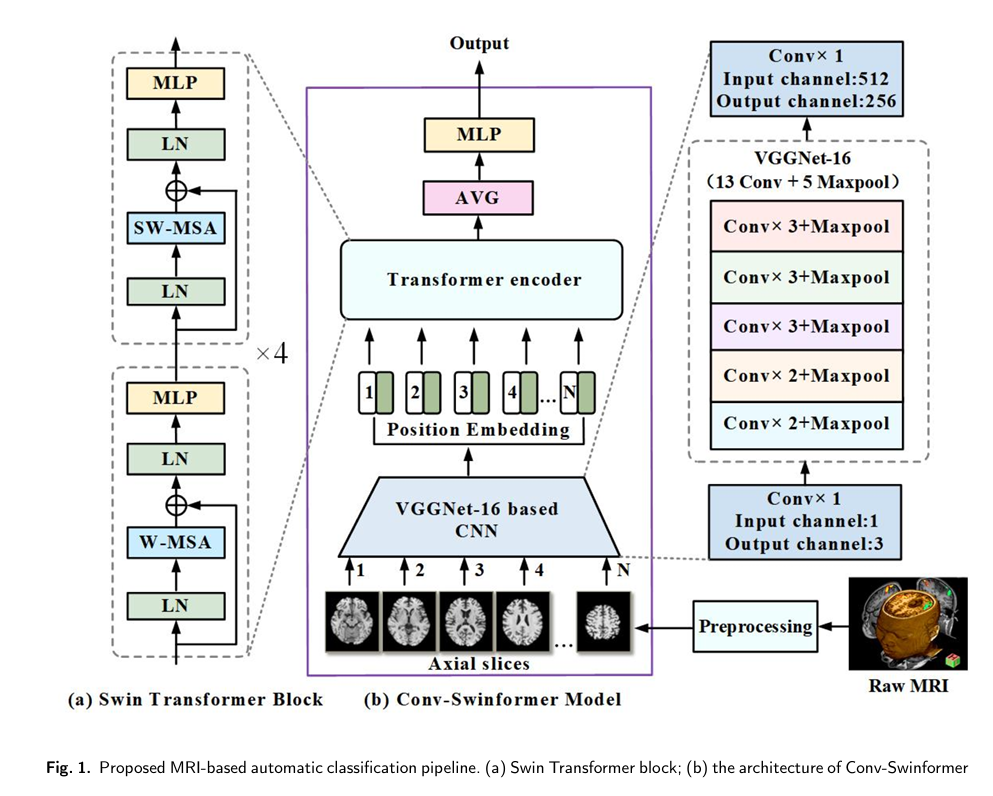 MLP
LN
SW-MSA
LN
×4
MLP
LN
W-MSA
LN
(a) Swin Transformer Block
Output
MLP
AVG
Transformer encoder
1 2 3 4 ... N
Position Embedding
VGGNet-16 based
CNN
1 2 3 4 N
...
Axial slices
(b) Conv-Swinformer Model
Conv× 1
Input channel:512
Output channel:256
VGGNet-16
(13 Conv + 5 Maxpool)
Conv× 3+Maxpool
Conv× 3+Maxpool
Conv× 3+Maxpool
Conv× 2+Maxpool
Conv× 2+Maxpool
Conv× 1
Input channel:1
Output channel:3
Preprocessing
Raw MRI
Fig. 1. Proposed MRI-based automatic classification pipeline. (a) Swin Transformer block; (b) the architecture of Conv-Swinformer